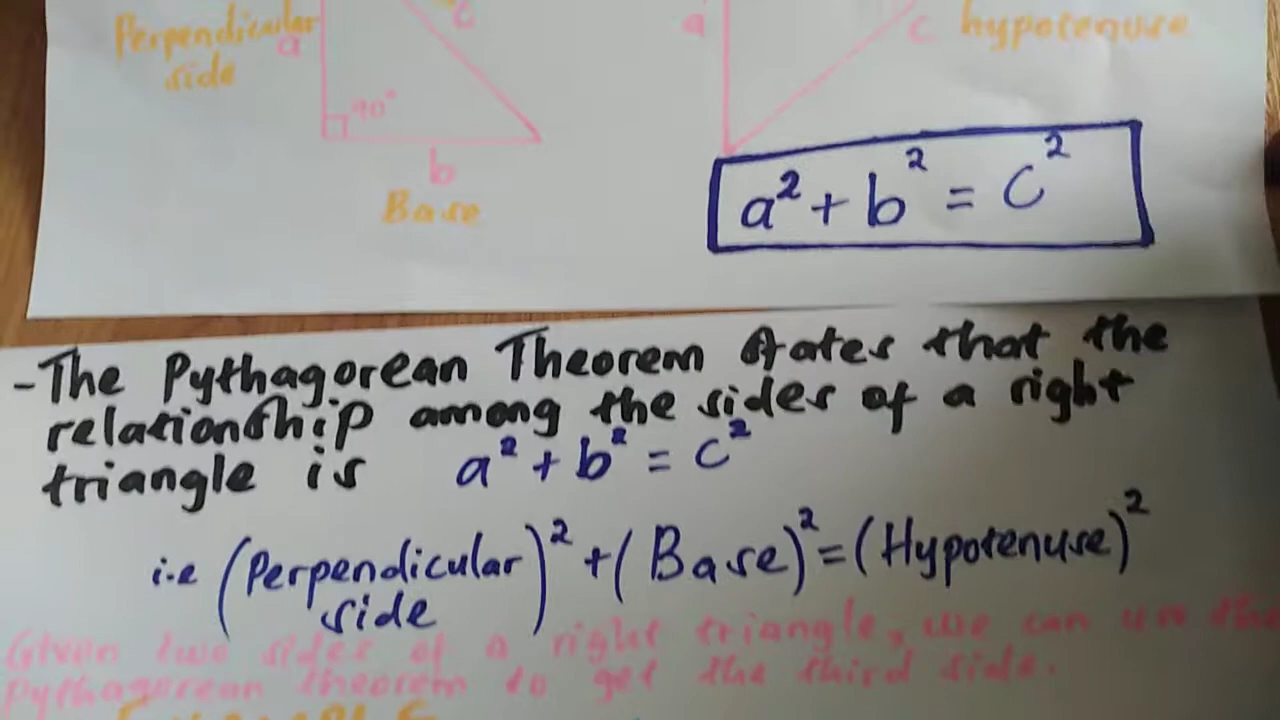 Perpendicular
side
a
c
90°
b
Base
a
c
hypotenuse
a² + b² = c²
- The Pythagorean Theorem states that the
relationship among the sides of a right
triangle is a² + b² = c²
i.e (Perpendicular side)² + (Base)² = (Hypotenuse)²
Given two sides of a right triangle, we can use the
Pythagorean theorem to get the third side.